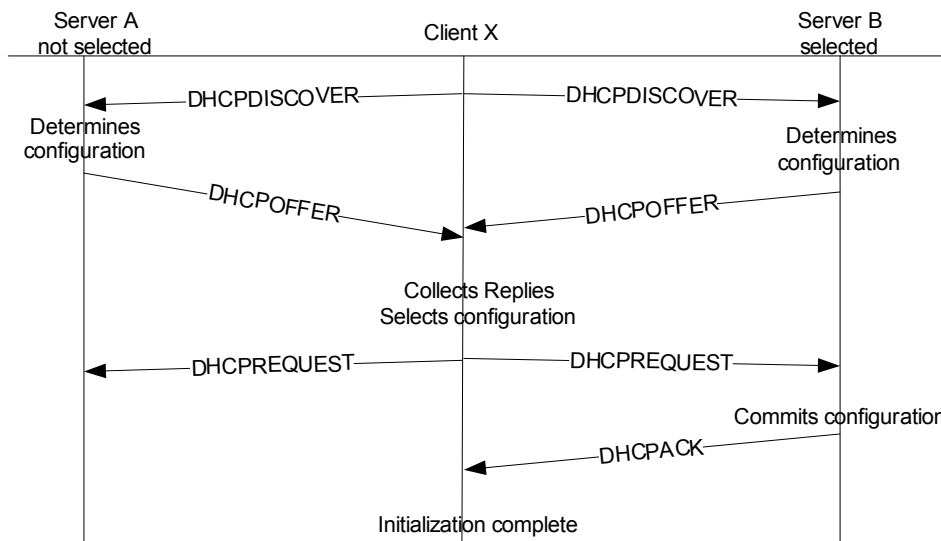 Server A
not selected
Client X
Server B
selected
DHCPDISCOVER
DHCPDISCOVER
Determines
configuration
Determines
configuration
DHCPOFFER
DHCPOFFER
Collects Replies
Selects configuration
DHCPREQUEST
DHCPREQUEST
Commits configuration
DHCPACK
Initialization complete